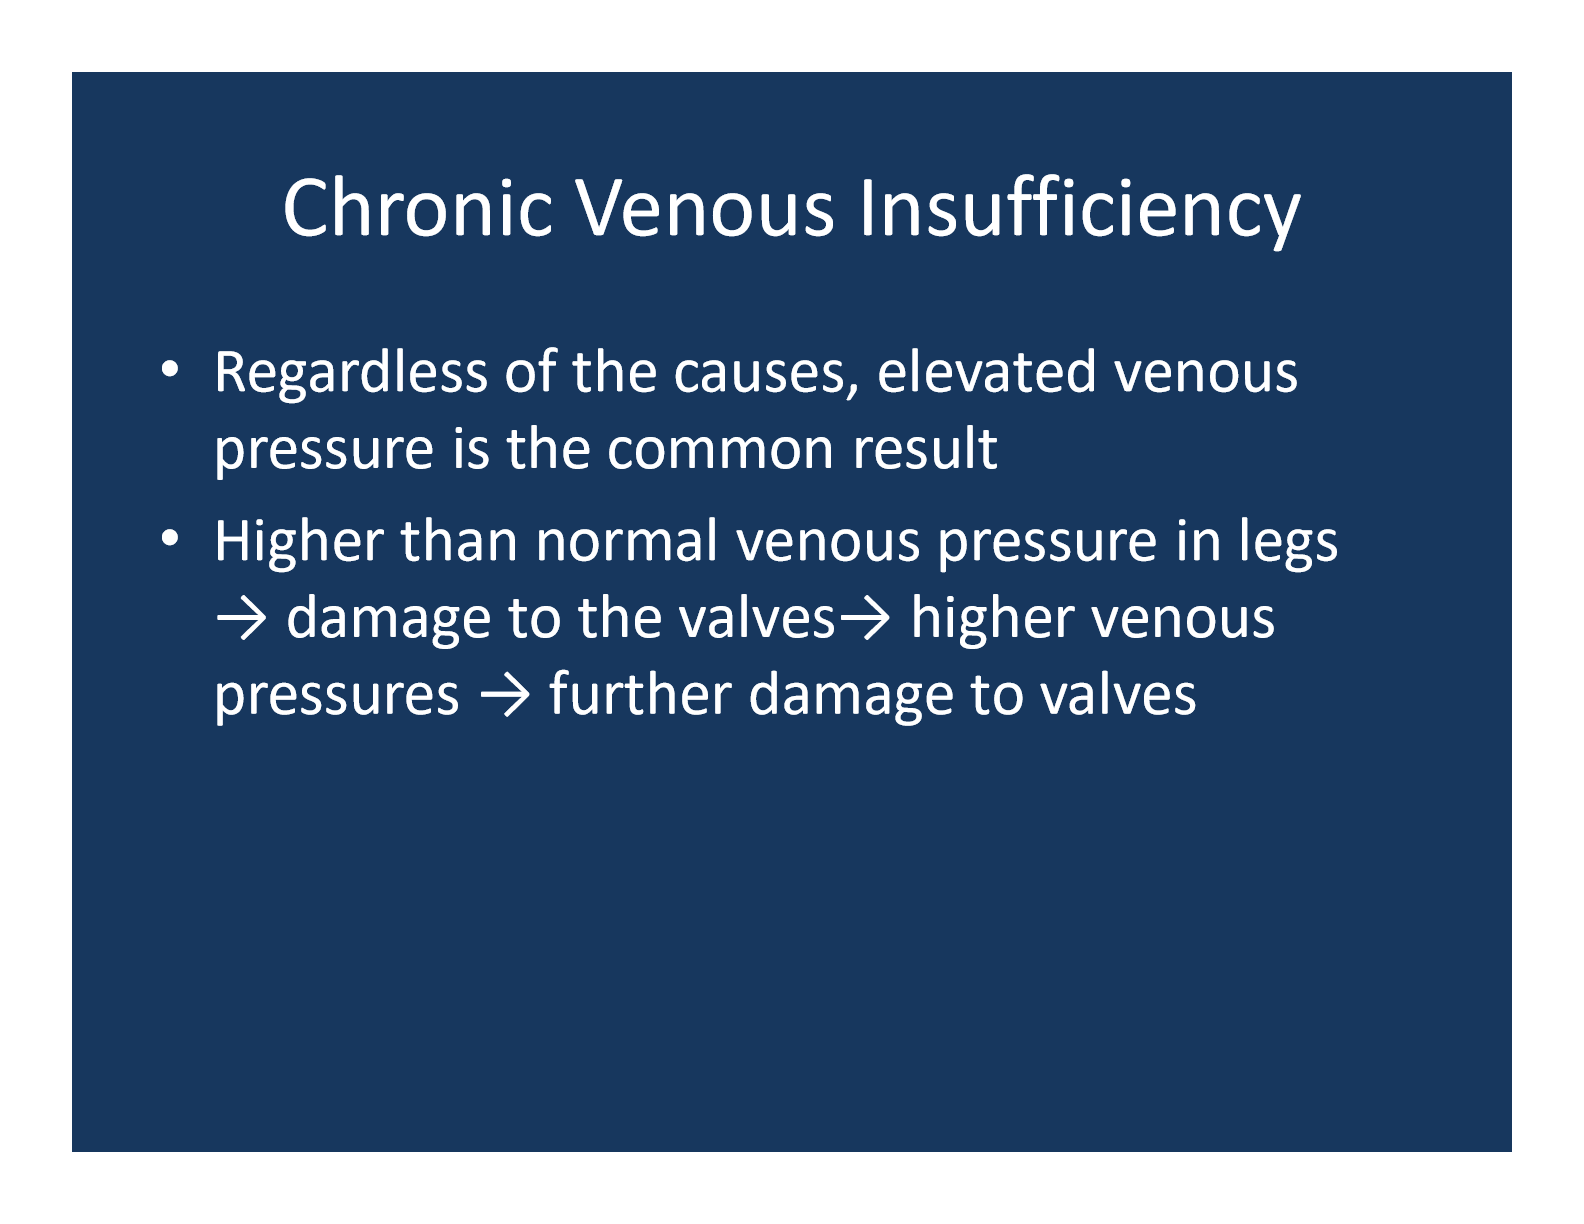 Chronic Venous Insufficiency
• Regardless of the causes, elevated venous
pressure is the common result
• Higher than normal venous pressure in legs
→ damage to the valves→ higher venous
pressures → further damage to valves